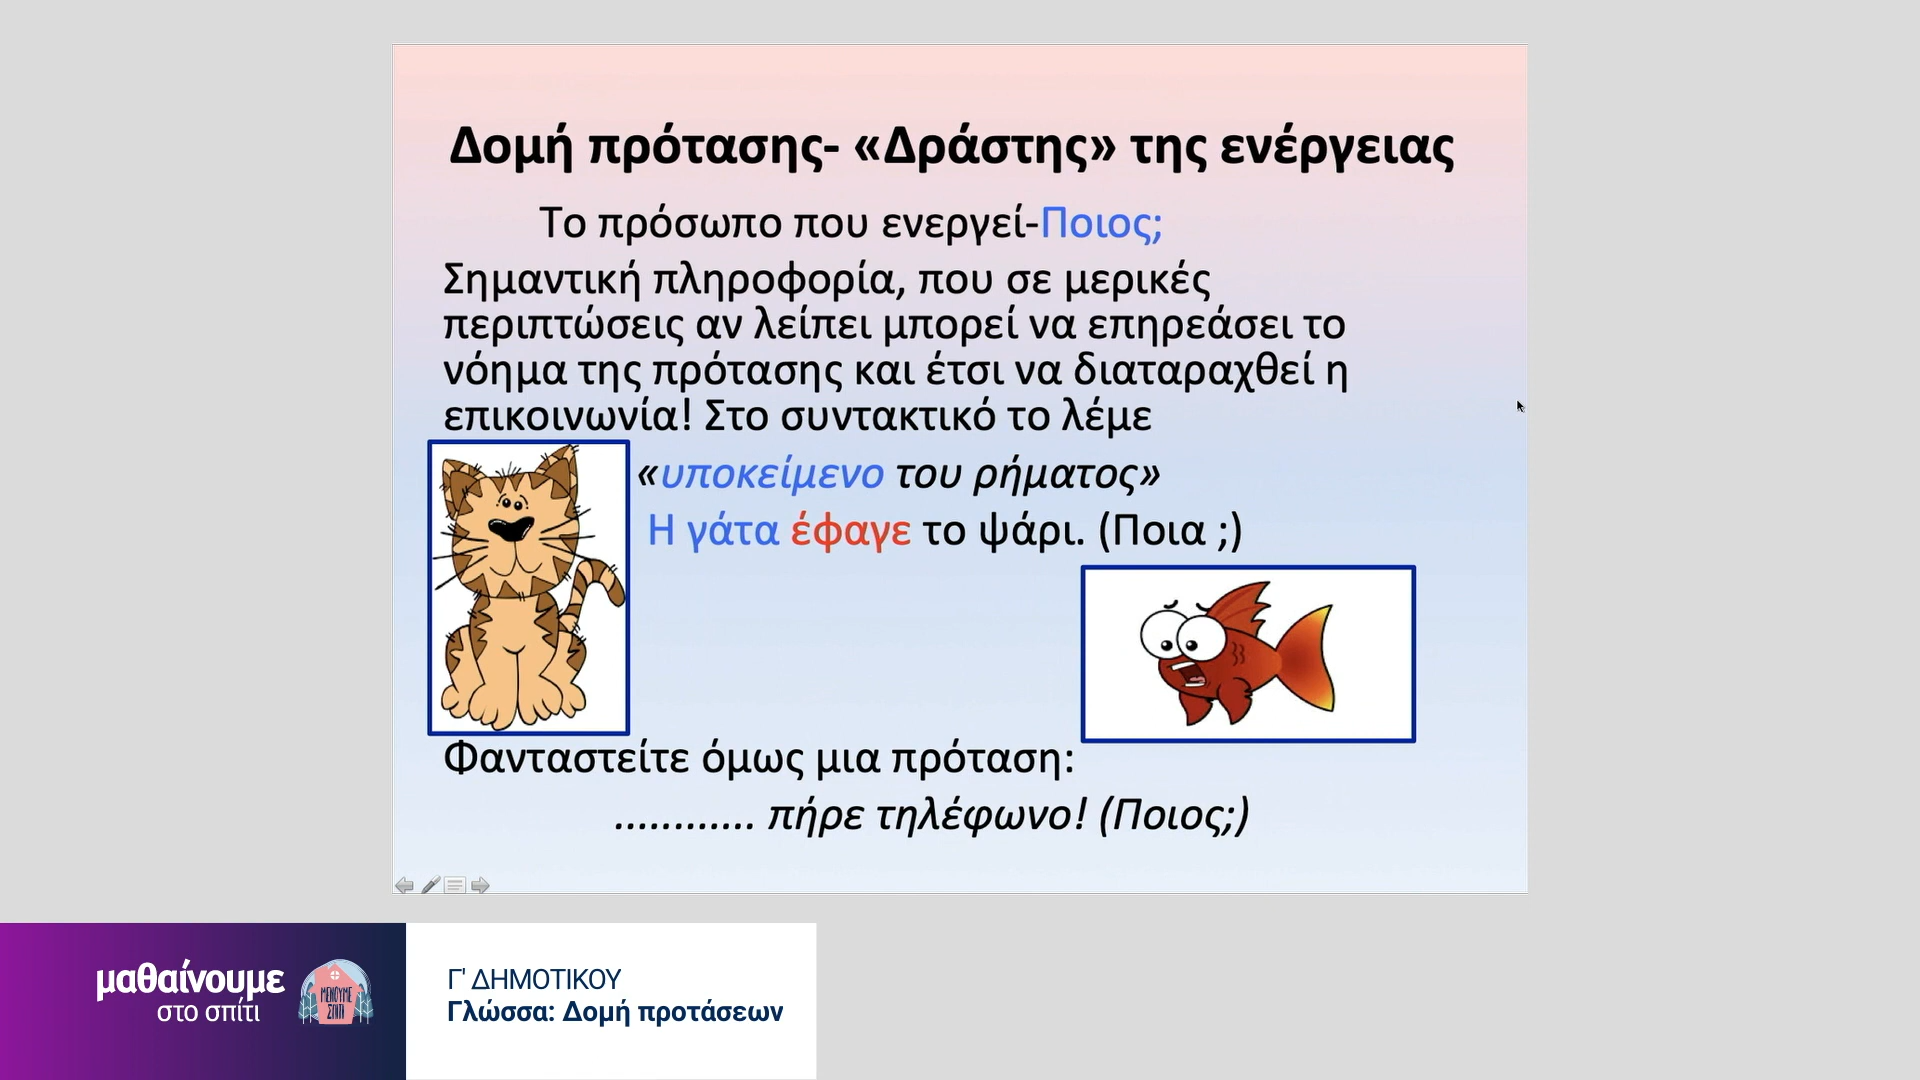 Δομή πρότασης- «Δράστης» της ενέργειας
Το πρόσωπο που ενεργεί-Ποιος;
Σημαντική πληροφορία, που σε μερικές
περιπτώσεις αν λείπει μπορεί να επηρεάσει το
νόημα της πρότασης και έτσι να διαταραχθεί η
επικοινωνία! Στο συντακτικό το λέμε
«υποκείμενο του ρήματος»
Η γάτα έφαγε το ψάρι. (Ποια ;)
Φανταστείτε όμως μια πρόταση:
............ πήρε τηλέφωνο! (Ποιος;)
μαθαίνουμε
στο σπίτι
ΜΕΝΟΥΜΕ
ΣΠΙΤΙ
Γ' ΔΗΜΟΤΙΚΟΥ
Γλώσσα: Δομή προτάσεων